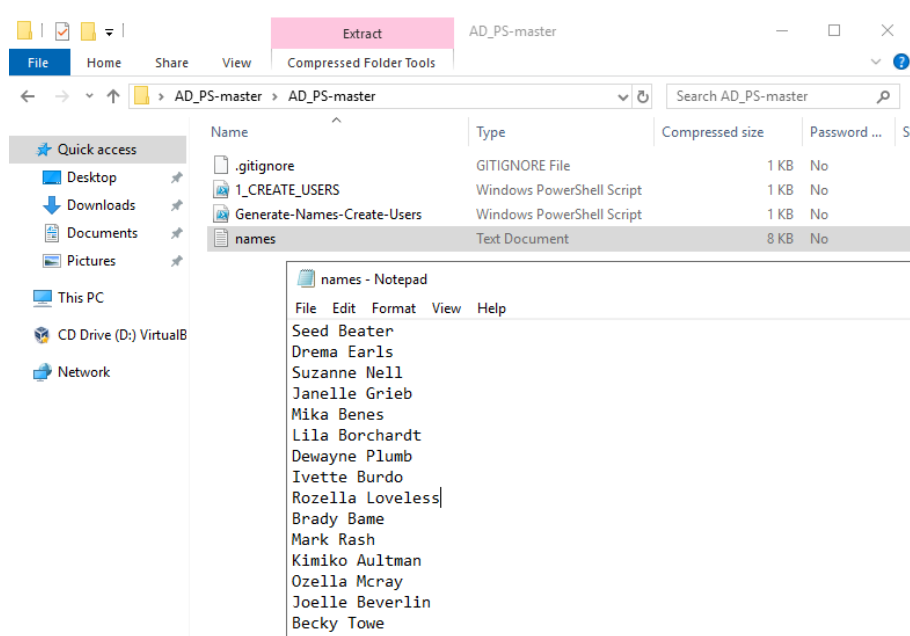 Extract
AD_PS-master
File
Home
Share
View
Compressed Folder Tools
AD_PS-master
AD_PS-master
Search AD_PS-master
Name
Type
Compressed size
Password ...
S
Quick access
Desktop
Downloads
Documents
Pictures
This PC
CD Drive (D:) VirtualB
Network
.gitignore
GITIGNORE File
1 KB
No
1_CREATE_USERS
Windows PowerShell Script
1 KB
No
Generate-Names-Create-Users
Windows PowerShell Script
1 KB
No
names
Text Document
8 KB
No
names - Notepad
File
Edit
Format
View
Help
Seed Beater
Drema Earls
Suzanne Nell
Janelle Grieb
Mika Benes
Lila Borchardt
Dewayne Plumb
Ivette Burdo
Rozella Loveless
Brady Bame
Mark Rash
Kimiko Aultman
Ozella Mcray
Joelle Beverlin
Becky Towe